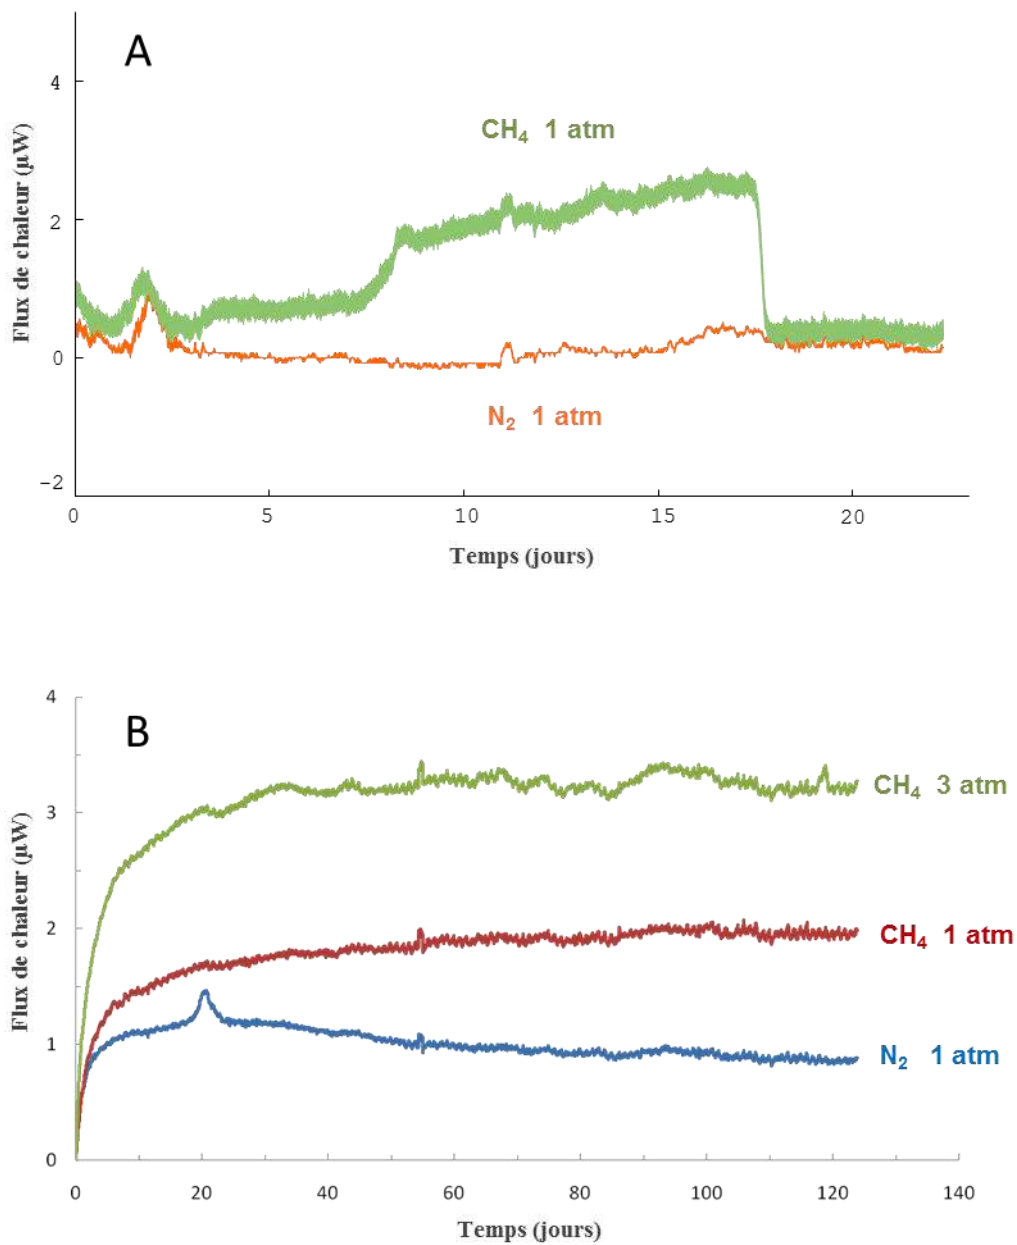 A
4
CH₄ 1 atm
2
Flux de chaleur (µW)
0
N₂ 1 atm
−2
0 5 10 15 20
Temps (jours)
4
B
CH₄ 3 atm
3
Flux de chaleur (µW)
2
CH₄ 1 atm
1
N₂ 1 atm
0
0 20 40 60 80 100 120 140
Temps (jours)